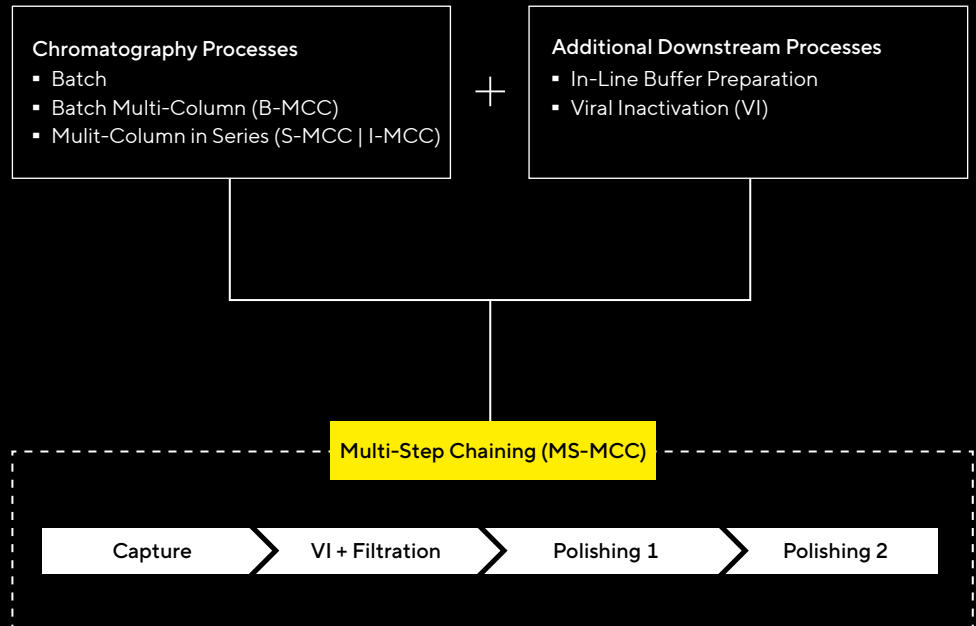 Chromatography Processes
▪ Batch
▪ Batch Multi-Column (B-MCC)
▪ Mulit-Column in Series (S-MCC | I-MCC)
+
Additional Downstream Processes
▪ In-Line Buffer Preparation
▪ Viral Inactivation (VI)
Multi-Step Chaining (MS-MCC)
Capture
VI + Filtration
Polishing 1
Polishing 2